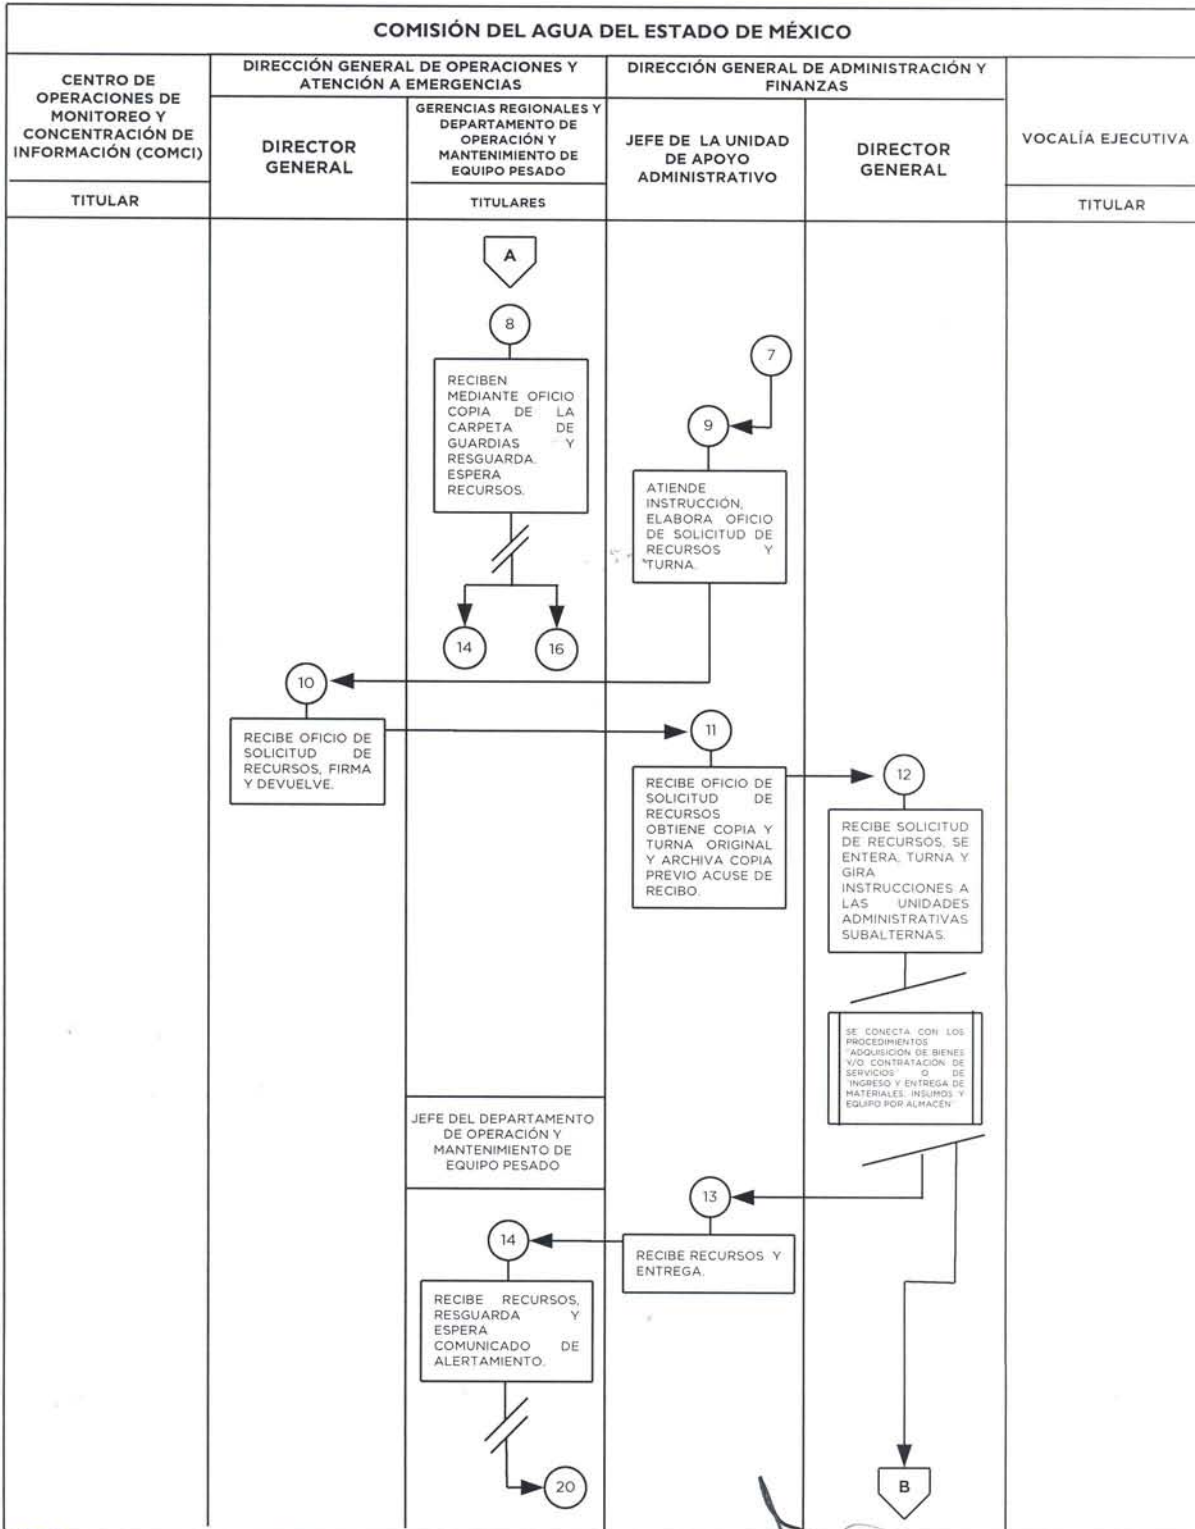 COMISIÓN DEL AGUA DEL ESTADO DE MÉXICO
CENTRO DE
OPERACIONES DE
MONITOREO Y
CONCENTRACIÓN DE
INFORMACIÓN (COMCI)
TITULAR
DIRECCIÓN GENERAL DE OPERACIONES Y
ATENCIÓN A EMERGENCIAS
DIRECTOR
GENERAL
GERENCIAS REGIONALES Y
DEPARTAMENTO DE
OPERACIÓN Y
MANTENIMIENTO DE
EQUIPO PESADO
TITULARES
DIRECCIÓN GENERAL DE ADMINISTRACIÓN Y
FINANZAS
JEFE DE LA UNIDAD
DE APOYO
ADMINISTRATIVO
DIRECTOR
GENERAL
VOCALÍA EJECUTIVA
TITULAR
A
8
RECIBEN
MEDIANTE OFICIO
COPIA DE LA
CARPETA DE
GUARDIAS Y
RESGUARDA.
ESPERA
RECURSOS.
14
16
7
9
ATIENDE
INSTRUCCIÓN,
ELABORA OFICIO
DE SOLICITUD DE
RECURSOS Y
TURNA.
10
RECIBE OFICIO DE
SOLICITUD DE
RECURSOS, FIRMA
Y DEVUELVE.
11
RECIBE OFICIO DE
SOLICITUD DE
RECURSOS
OBTIENE COPIA Y
TURNA ORIGINAL
Y ARCHIVA COPIA
PREVIO ACUSE DE
RECIBO.
12
RECIBE SOLICITUD
DE RECURSOS, SE
ENTERA, TURNA Y
GIRA
INSTRUCCIONES A
LAS UNIDADES
ADMINISTRATIVAS
SUBALTERNAS.
SE CONECTA CON LOS
PROCEDIMIENTOS
"ADQUISICION DE BIENES
Y/O CONTRATACIÓN DE
SERVICIOS" O DE
"INGRESO Y ENTREGA DE
MATERIALES, INSUMOS Y
EQUIPO POR ALMACÉN"
JEFE DEL DEPARTAMENTO
DE OPERACIÓN Y
MANTENIMIENTO DE
EQUIPO PESADO
13
RECIBE RECURSOS Y
ENTREGA.
14
RECIBE RECURSOS,
RESGUARDA Y
ESPERA
COMUNICADO DE
ALERTAMIENTO.
20
B